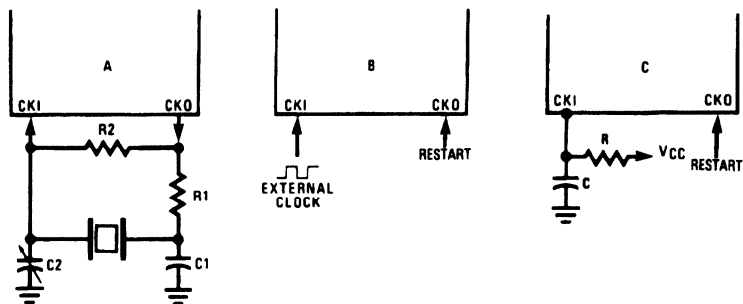 A
CKI
CKO
R2
R1
C2
C1
B
CKI
CKO
EXTERNAL
CLOCK
RESTART
C
CKI
CKO
R
VCC
RESTART
C